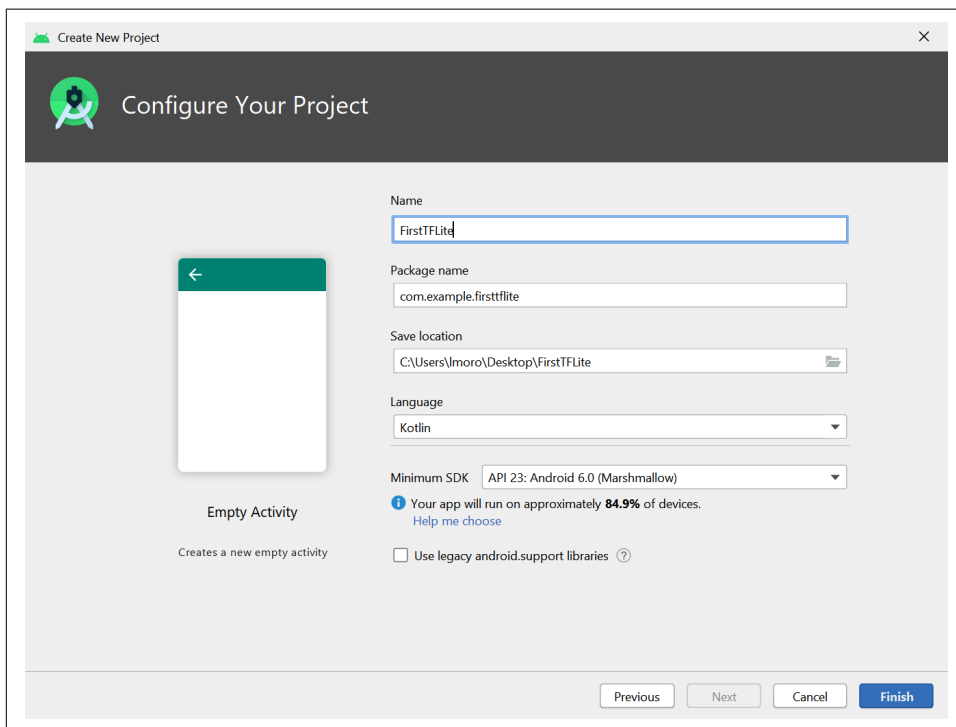 Create New Project
Configure Your Project
Name
FirstTFLite
Package name
com.example.firsttflite
Save location
C:\Users\lmoro\Desktop\FirstTFLite
Language
Kotlin
Minimum SDK API 23: Android 6.0 (Marshmallow)
Your app will run on approximately 84.9% of devices.
Help me choose
Use legacy android.support libraries ?
Empty Activity
Creates a new empty activity
Previous Next Cancel Finish